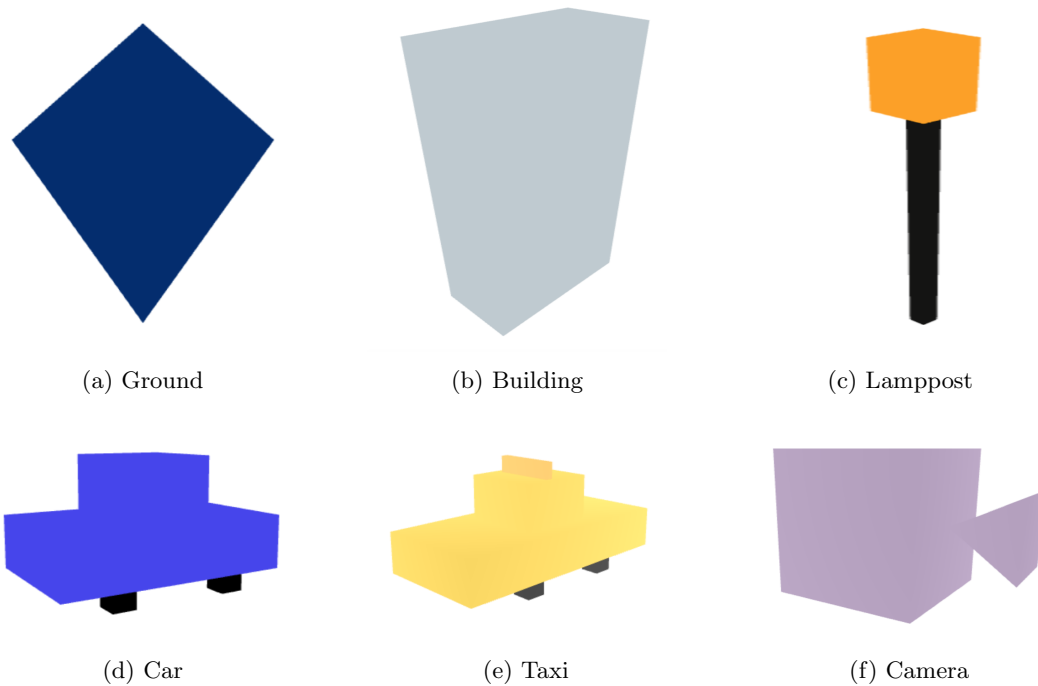 (a) Ground
(b) Building
(c) Lamppost
(d) Car
(e) Taxi
(f) Camera